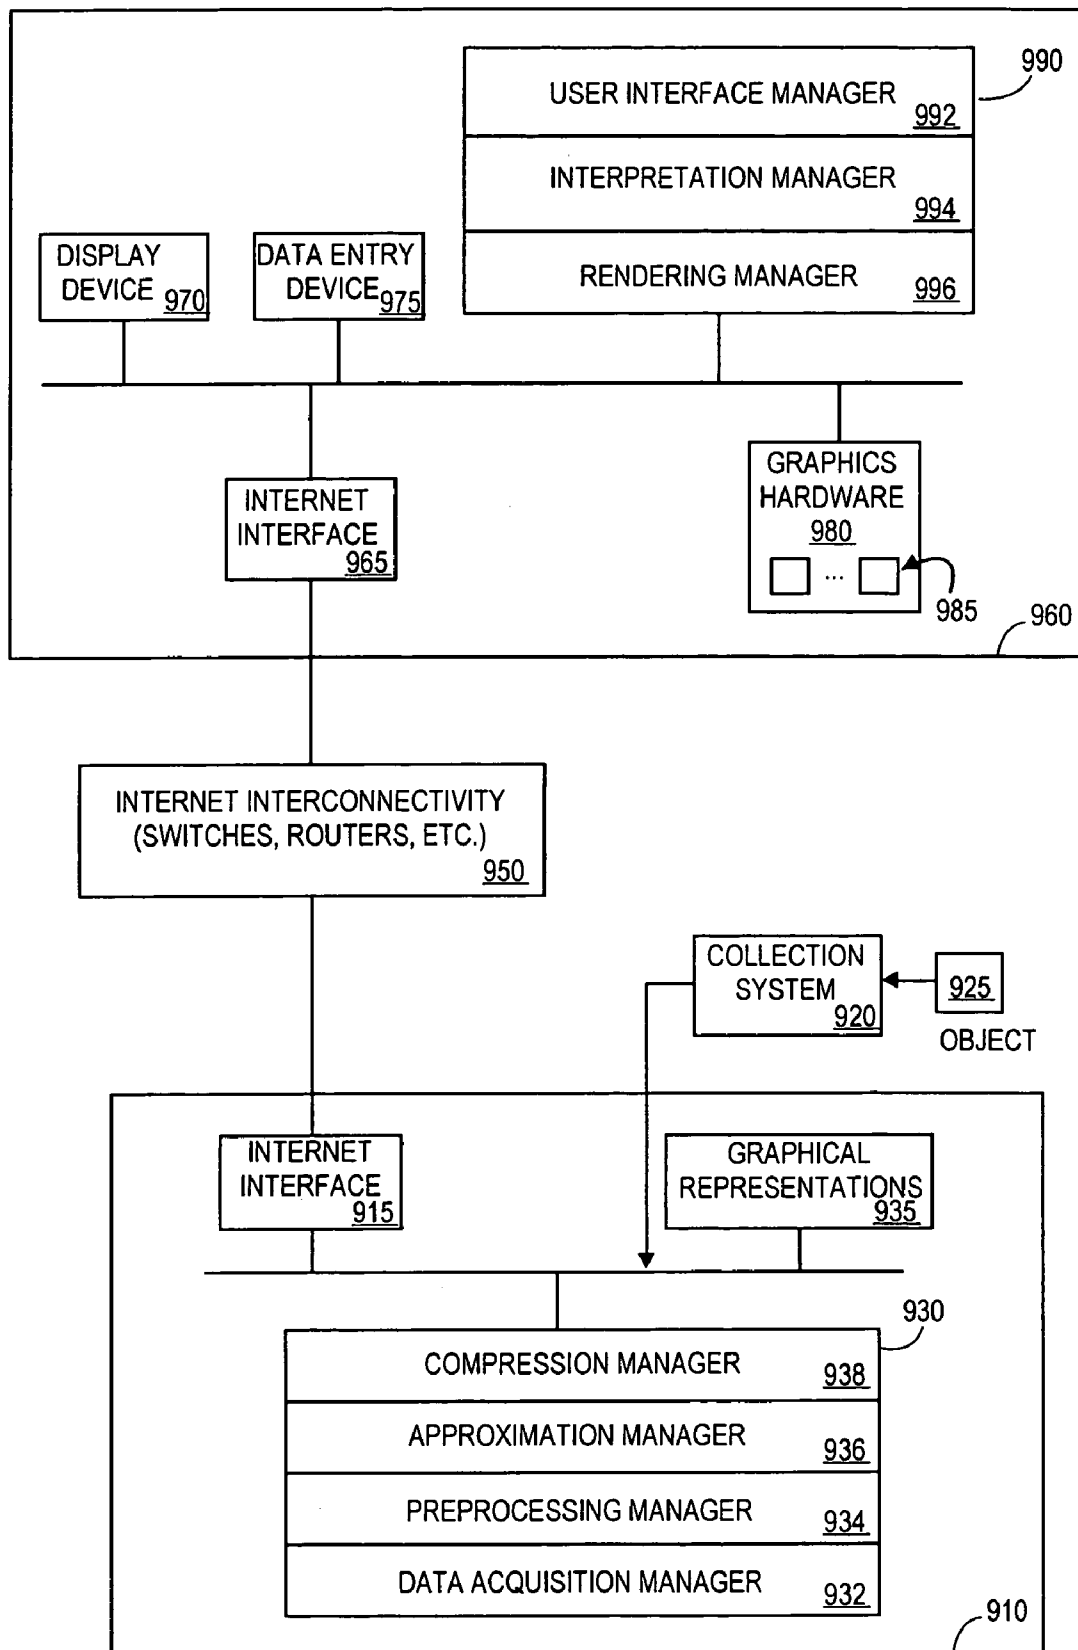 990
USER INTERFACE MANAGER
992
INTERPRETATION MANAGER
994
RENDERING MANAGER
996
DISPLAY
DEVICE
970
DATA ENTRY
DEVICE
975
INTERNET
INTERFACE
965
GRAPHICS
HARDWARE
980
...
985
960
INTERNET INTERCONNECTIVITY
(SWITCHES, ROUTERS, ETC.)
950
COLLECTION
SYSTEM
920
925
OBJECT
INTERNET
INTERFACE
915
GRAPHICAL
REPRESENTATIONS
935
930
COMPRESSION MANAGER
938
APPROXIMATION MANAGER
936
PREPROCESSING MANAGER
934
DATA ACQUISITION MANAGER
932
910